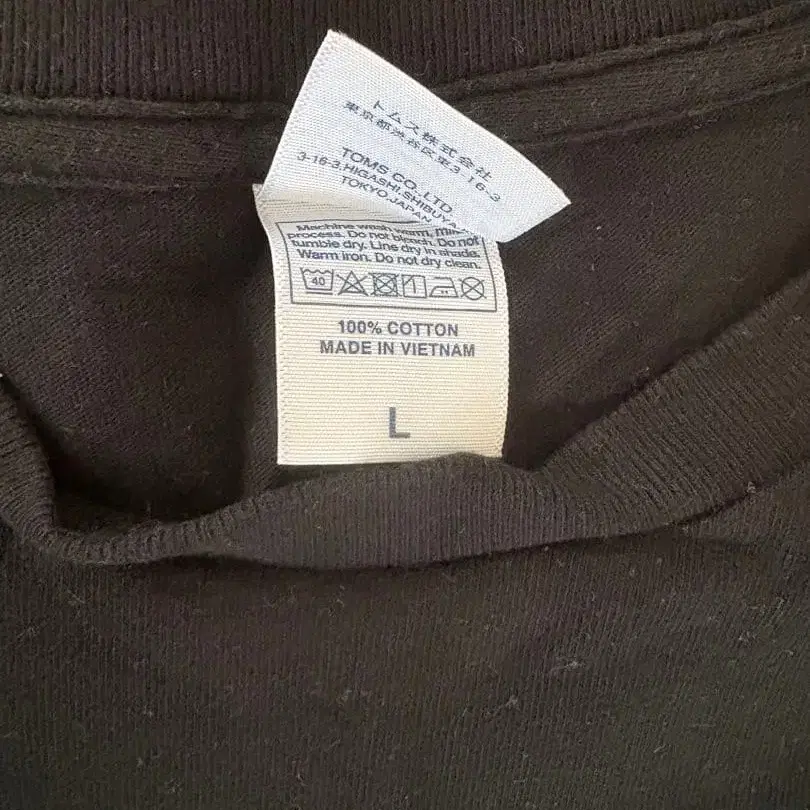 トムス株式会社
東京都渋谷区東3 16-3
TOMS CO., LTD.
3-16-3,HIGASHI,SHIBUYA
TOKYO,JAPAN
Machine wash warm, mild
process. Do not bleach. Do not
tumble dry. Line dry in shade.
Warm iron. Do not dry clean.
40
100% COTTON
MADE IN VIETNAM
L